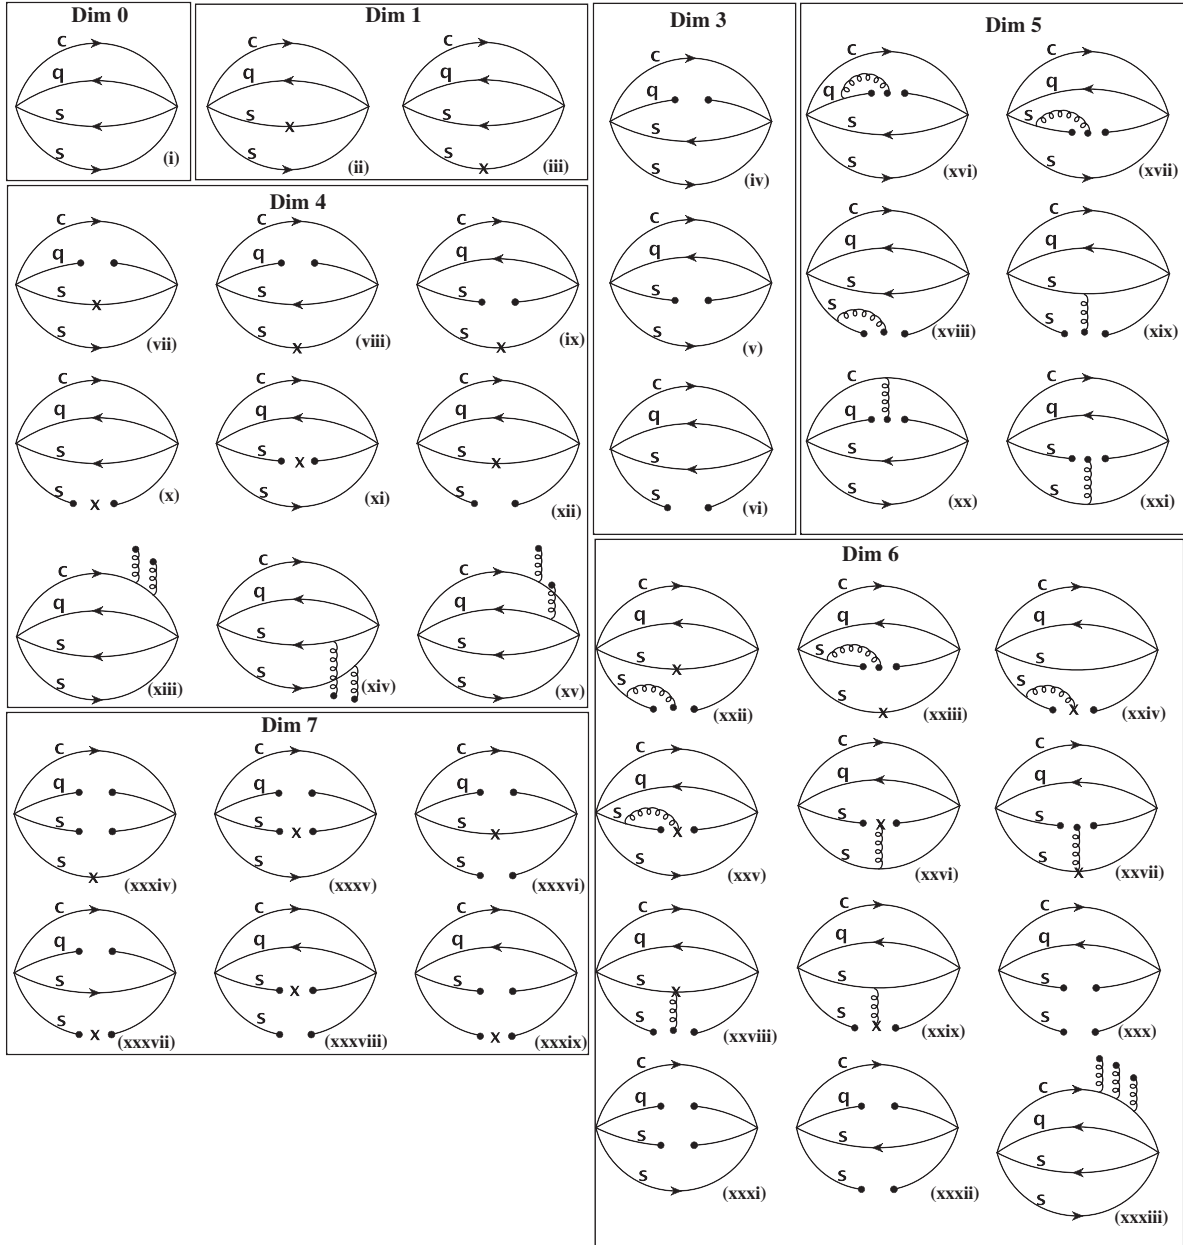 Dim 0
c
q
s
s
(i)
Dim 1
c
q
s
x
s
(ii)
c
q
s
s
x
(iii)
Dim 3
c
q
s
s
(iv)
c
q
s
s
(v)
c
q
s
s
(vi)
Dim 4
c
q
s
x
s
(vii)
c
q
s
s
x
(viii)
c
q
s
s
x
(ix)
c
q
s
s
x
(x)
c
q
s
x
s
(xi)
c
q
s
x
s
(xii)
c
q
s
s
(xiii)
c
q
s
s
(xiv)
c
q
s
s
(xv)
Dim 5
c
q
s
s
(xvi)
c
q
s
s
(xvii)
c
q
s
s
(xviii)
c
q
s
s
(xix)
c
q
s
s
(xx)
c
q
s
s
(xxi)
Dim 6
c
q
s
x
s
(xxii)
c
q
s
s
x
(xxiii)
c
q
s
s
x
(xxiv)
c
q
s
x
s
(xxv)
c
q
s
x
s
(xxvi)
c
q
s
s
x
(xxvii)
c
q
s
x
s
(xxviii)
c
q
s
s
x
(xxix)
c
q
s
s
(xxx)
c
q
s
s
(xxxi)
c
q
s
s
(xxxii)
c
q
s
s
(xxxiii)
Dim 7
c
q
s
s
x
(xxxiv)
c
q
s
x
s
(xxxv)
c
q
s
x
s
(xxxvi)
c
q
s
s
x
(xxxvii)
c
q
s
x
s
(xxxviii)
c
q
s
s
x
(xxxix)